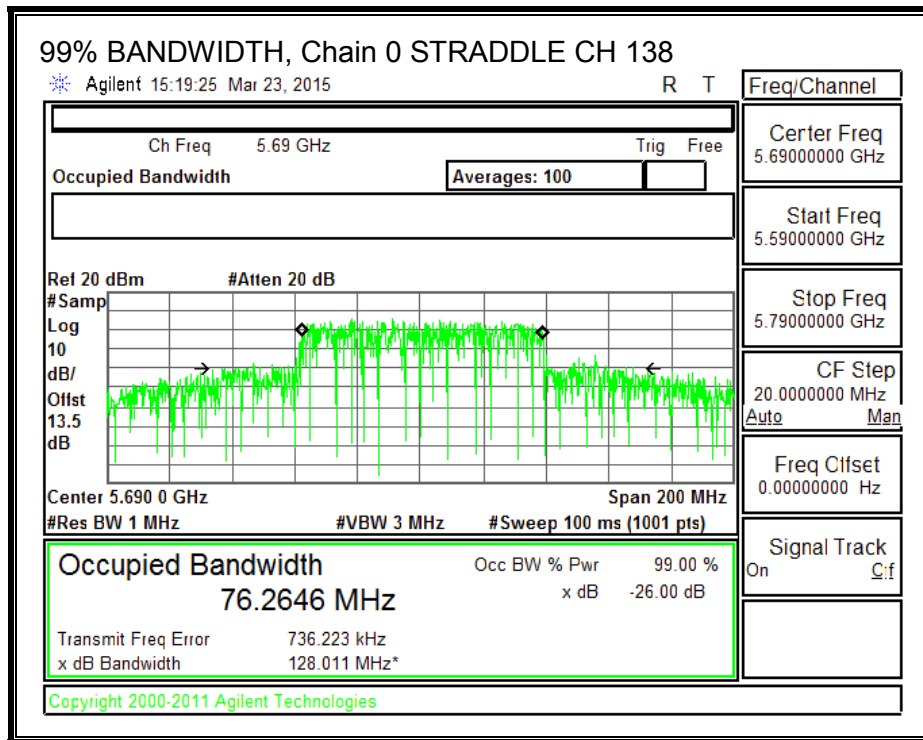 99% BANDWIDTH, Chain 0 STRADDLE CH 138
Agilent 15:19:25 Mar 23, 2015 R T
Freq/Channel
Ch Freq 5.69 GHz Trig Free
Occupied Bandwidth Averages: 100
Ref 20 dBm #Atten 20 dB
#Samp
Log
10
dB/
Offst
13.5
dB
Center 5.690 0 GHz Span 200 MHz
#Res BW 1 MHz #VBW 3 MHz #Sweep 100 ms (1001 pts)
Occupied Bandwidth Occ BW % Pwr 99.00 %
76.2646 MHz x dB -26.00 dB
Transmit Freq Error 736.223 kHz
x dB Bandwidth 128.011 MHz*
Copyright 2000-2011 Agilent Technologies
Center Freq
5.69000000 GHz
Start Freq
5.59000000 GHz
Stop Freq
5.79000000 GHz
CF Step
20.0000000 MHz
Auto Man
Freq Offset
0.00000000 Hz
Signal Track
On Off